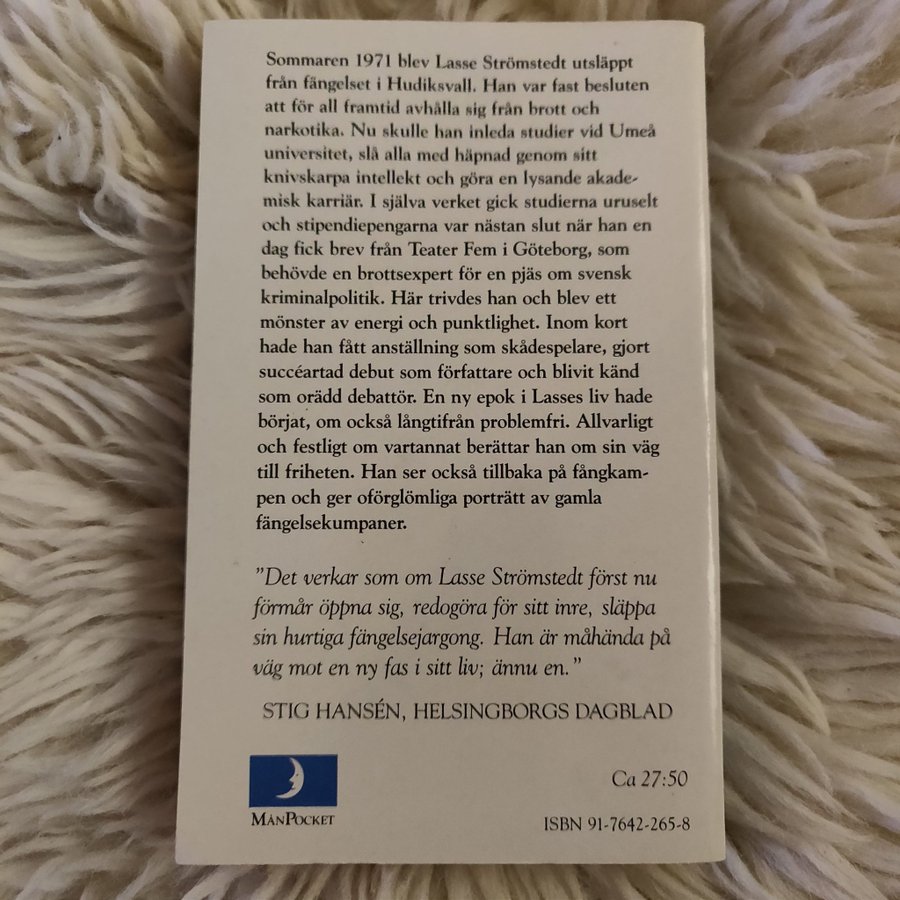 Sommaren 1971 blev Lasse Strömstedt utsläppt
från fängelset i Hudiksvall. Han var fast besluten
att för all framtid avhålla sig från brott och
narkotika. Nu skulle han inleda studier vid Umeå
universitet, slå alla med häpnad genom sitt
knivskarpa intellekt och göra en lysande akade-
misk karriär. I själva verket gick studierna uruselt
och stipendiepengarna var nästan slut när han en
dag fick brev från Teater Fem i Göteborg, som
behövde en brottsexpert för en pjäs om svensk
kriminalpolitik. Här trivdes han och blev ett
mönster av energi och punktlighet. Inom kort
hade han fått anställning som skådespelare, gjort
succéartad debut som författare och blivit känd
som orädd debattör. En ny epok i Lasses liv hade
börjat, om också långtifrån problemfri. Allvarligt
och festligt om vartannat berättar han om sin väg
till friheten. Han ser också tillbaka på fångkam-
pen och ger oförglömliga porträtt av gamla
fängelsekumpaner.
"Det verkar som om Lasse Strömstedt först nu
förmår öppna sig, redogöra för sitt inre, släppa
sin hurtiga fängelsejargong. Han är måhända på
väg mot en ny fas i sitt liv; ännu en."
STIG HANSÉN, HELSINGBORGS DAGBLAD
Ca 27:50
MÅNPOCKET
ISBN 91-7642-265-8